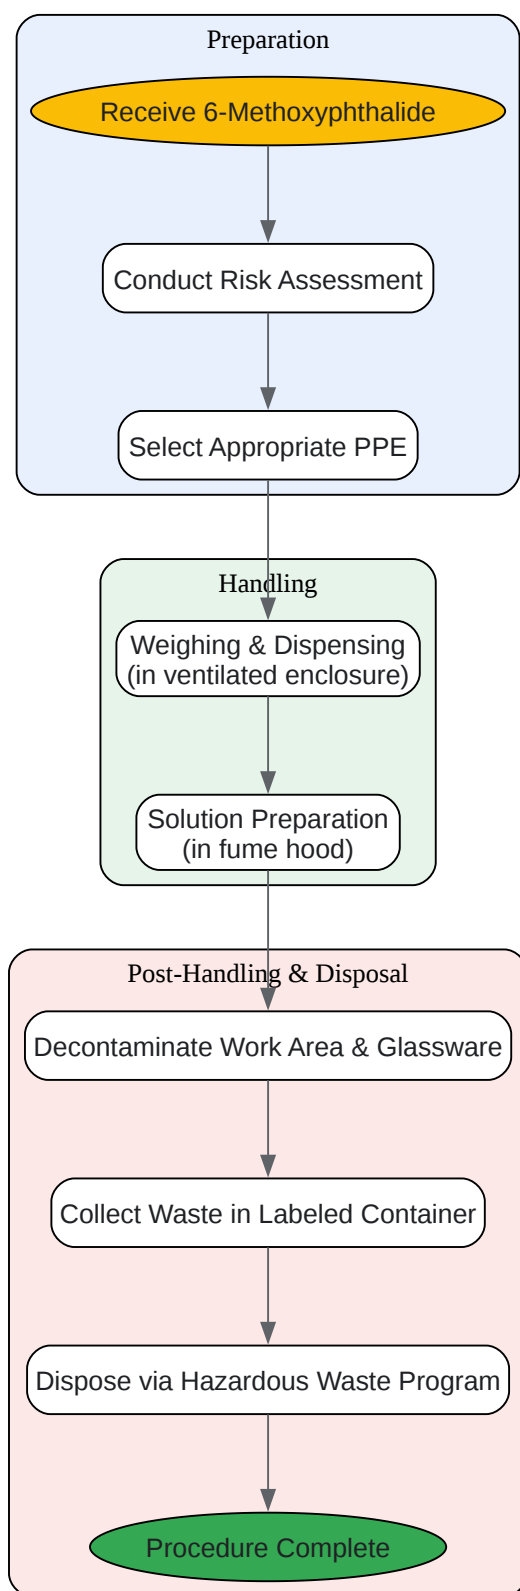 Preparation
Receive 6-Methoxyphthalide
Conduct Risk Assessment
Select Appropriate PPE
Handling
Weighing & Dispensing
(in ventilated enclosure)
Solution Preparation
(in fume hood)
Post-Handling & Disposal
Decontaminate Work Area & Glassware
Collect Waste in Labeled Container
Dispose via Hazardous Waste Program
Procedure Complete